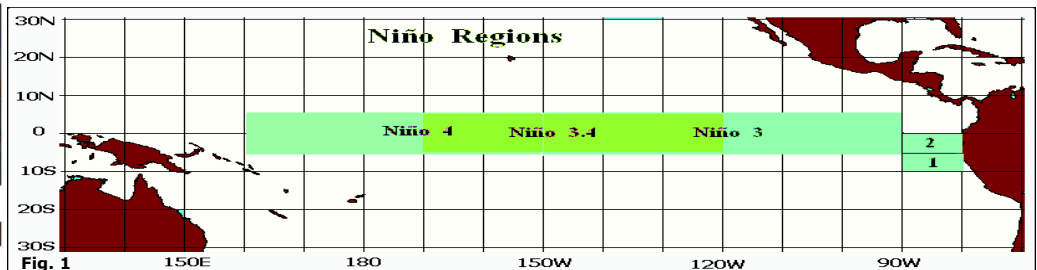 30N
Niño Regions
20N
10N
0
Niño 4
Niño 3.4
Niño 3
2
1
10S
20S
30S
Fig. 1
150E
180
150W
120W
90W